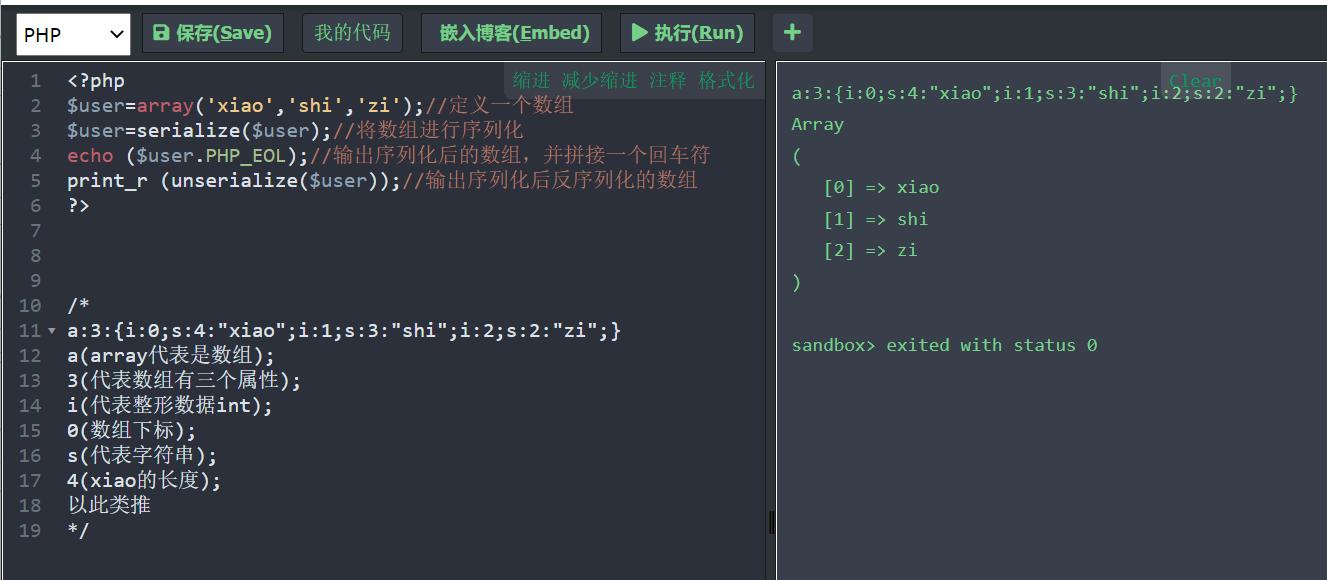 PHP 保存(Save) 我的代码 嵌入博客(Embed) 执行(Run) +
缩进 减少缩进 注释 格式化
1 <?php
2 $user=array('xiao','shi','zi');//定义一个数组
3 $user=serialize($user);//将数组进行序列化
4 echo ($user.PHP_EOL);//输出序列化后的数组，并拼接一个回车符
5 print_r (unserialize($user));//输出序列化后反序列化的数组
6 ?>
7
8
9
10 /*
11 a:3:{i:0;s:4:"xiao";i:1;s:3:"shi";i:2;s:2:"zi";}
12 a(array代表是数组);
13 3(代表数组有三个属性);
14 i(代表整形数据int);
15 0(数组下标);
16 s(代表字符串);
17 4(xiao的长度);
18 以此类推
19 */
Clear
a:3:{i:0;s:4:"xiao";i:1;s:3:"shi";i:2;s:2:"zi";}
Array
(
[0] => xiao
[1] => shi
[2] => zi
)
sandbox> exited with status 0